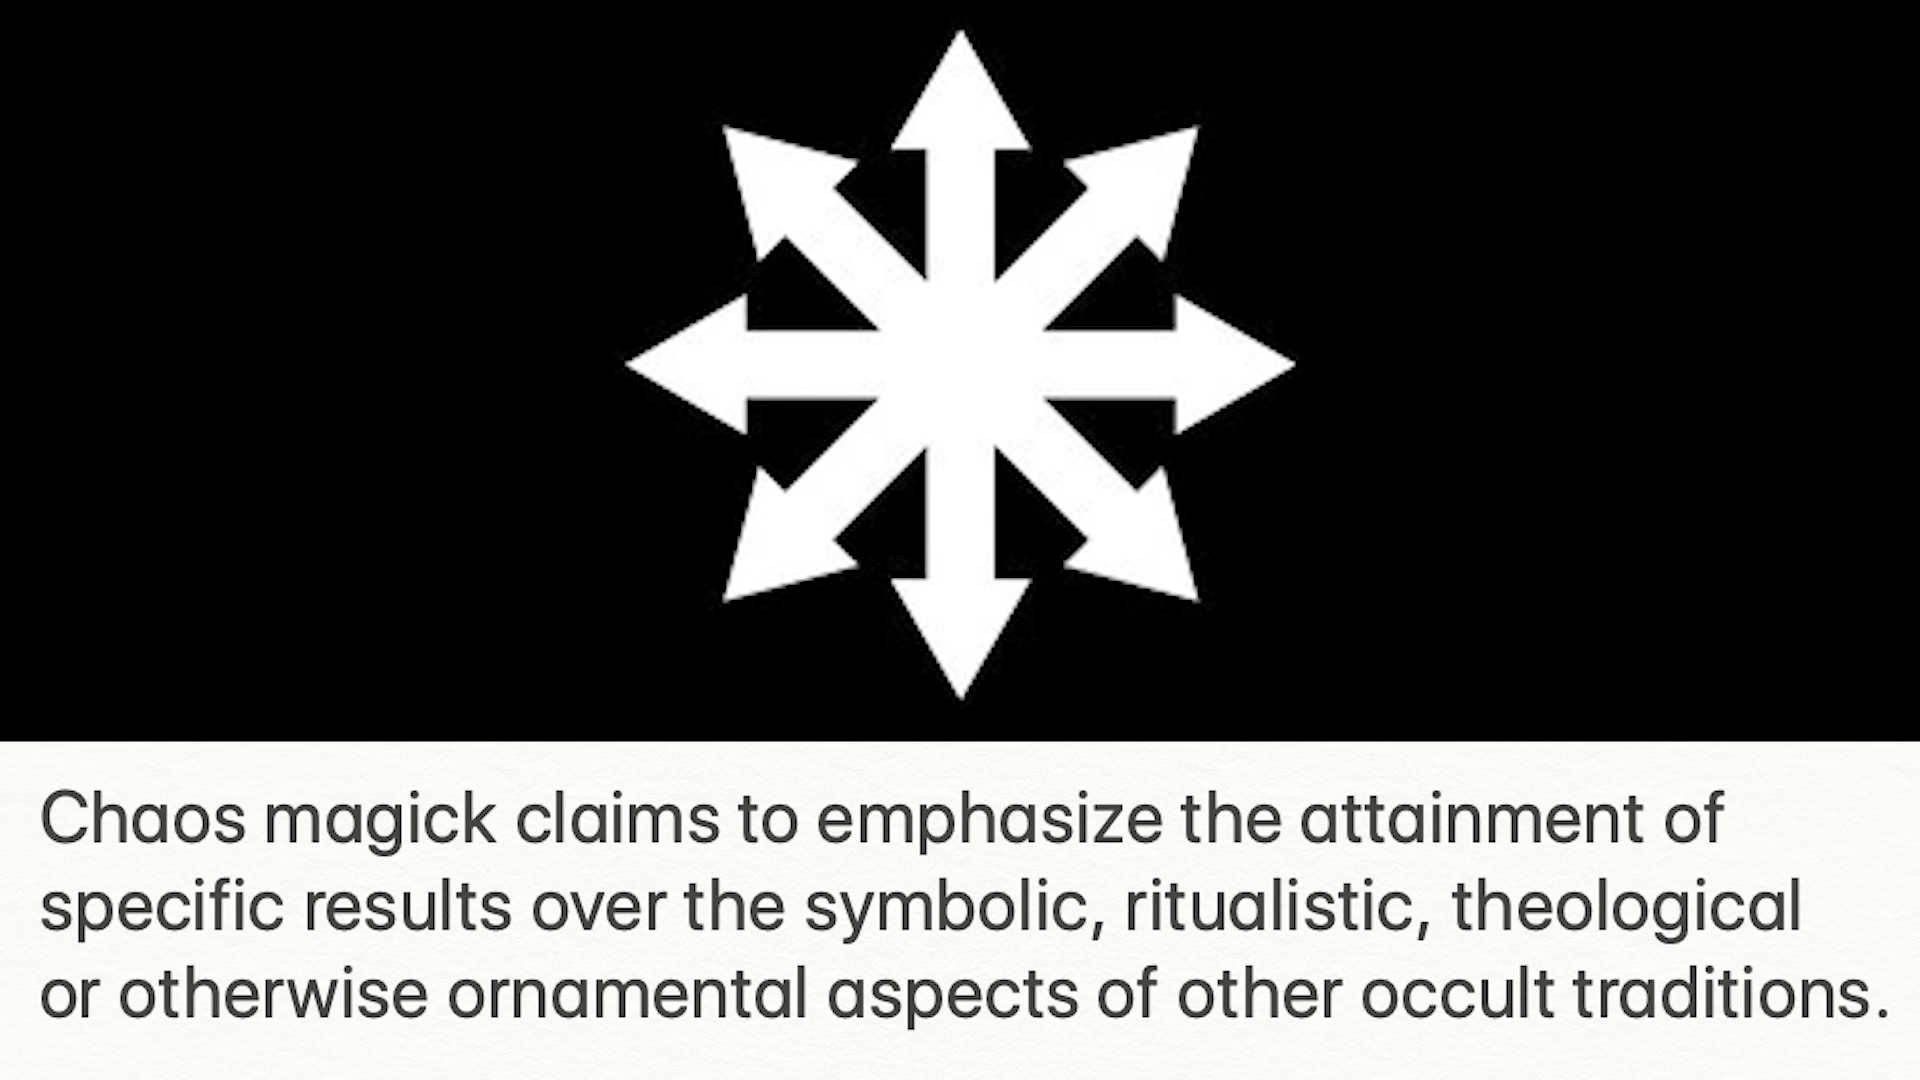 Chaos magick claims to emphasize the attainment of
specific results over the symbolic, ritualistic, theological
or otherwise ornamental aspects of other occult traditions.